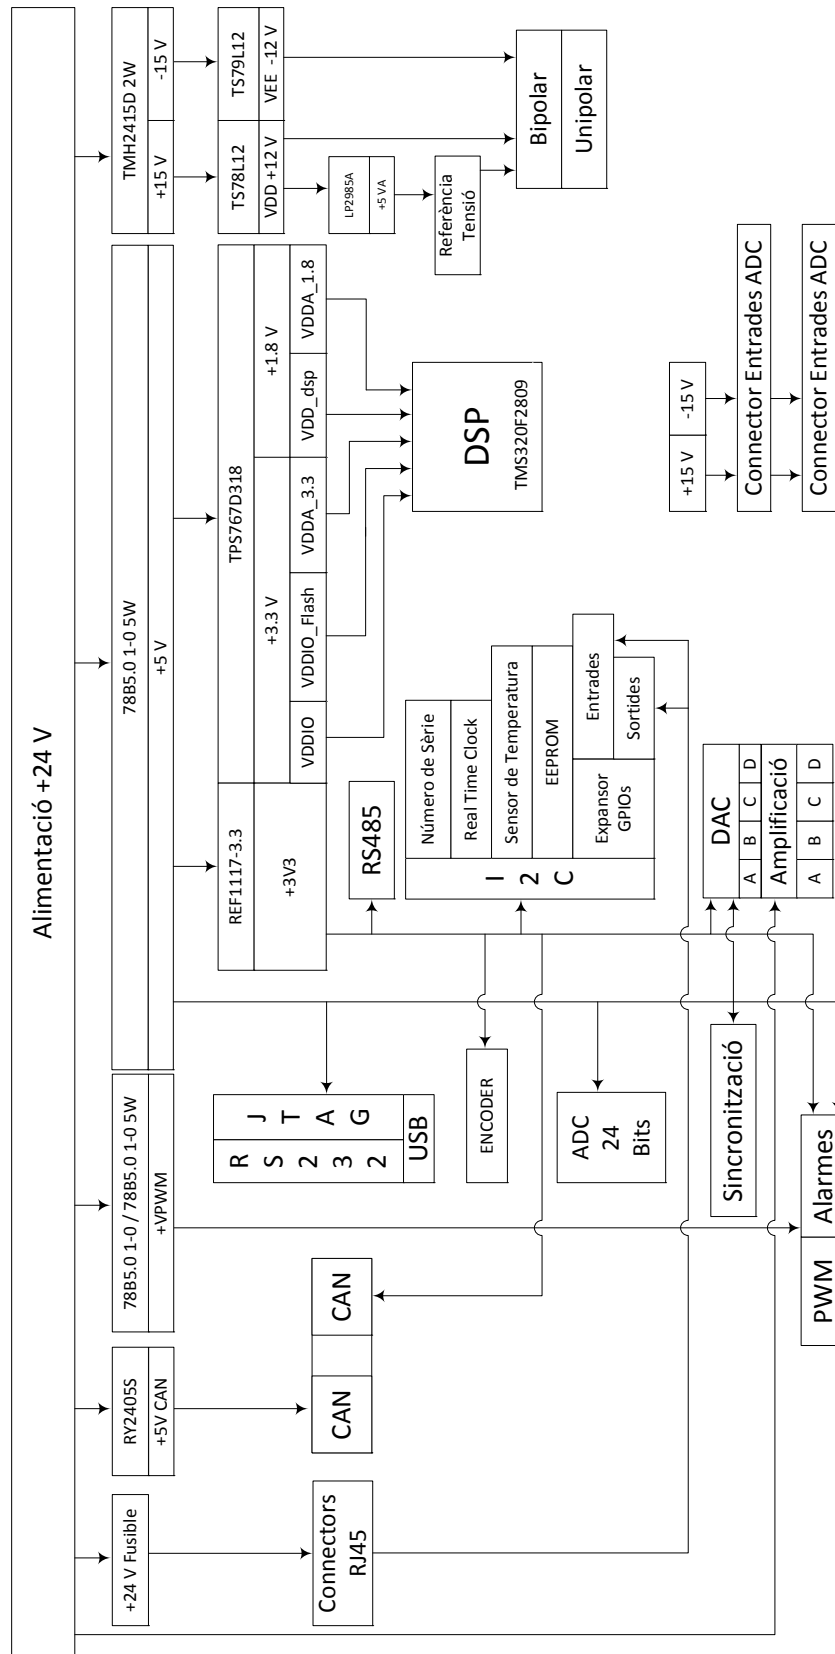 Alimentació +24 V
+24 V Fusible
RY2405S
+5V CAN
78B5.0 1-0 / 78B5.0 1-0 5W
+VPWM
78B5.0 1-0 5W
+5 V
TMH2415D 2W
+15 V
-15 V
REF1117-3.3
+3V3
TPS767D318
+3.3 V
+1.8 V
VDDIO
VDDIO_Flash
VDDA_3.3
VDD_dsp
VDDA_1.8
TS78L12
VDD +12 V
TS79L12
VEE -12 V
LP2985A
+5 VA
Referència
Tensió
Bipolar
Unipolar
Connectors
RJ45
CAN
CAN
JTAG
RS232
USB
RS485
DSP
TMS320F2809
ENCODER
I2C
Número de Sèrie
Real Time Clock
Sensor de Temperatura
EEPROM
Expansor
GPIOs
Entrades
Sortides
ADC
24
Bits
+15 V
-15 V
Connector Entrades ADC
Connector Entrades ADC
Sincronització
DAC
A B C D
Amplificació
A B C D
PWM
Alarmes